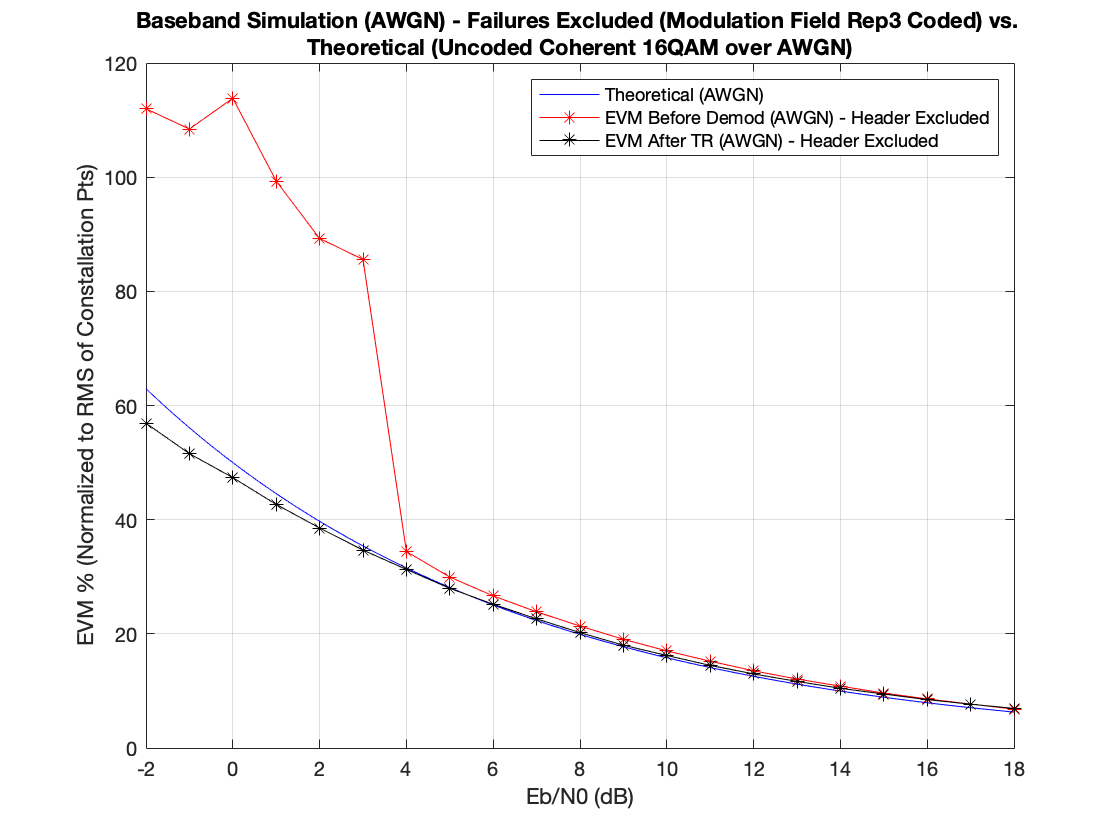 Baseband Simulation (AWGN) - Failures Excluded (Modulation Field Rep3 Coded) vs.
Theoretical (Uncoded Coherent 16QAM over AWGN)
Theoretical (AWGN)
EVM Before Demod (AWGN) - Header Excluded
EVM After TR (AWGN) - Header Excluded
EVM % (Normalized to RMS of Constallation Pts)
120
100
80
60
40
20
0
-2 0 2 4 6 8 10 12 14 16 18
Eb/N0 (dB)